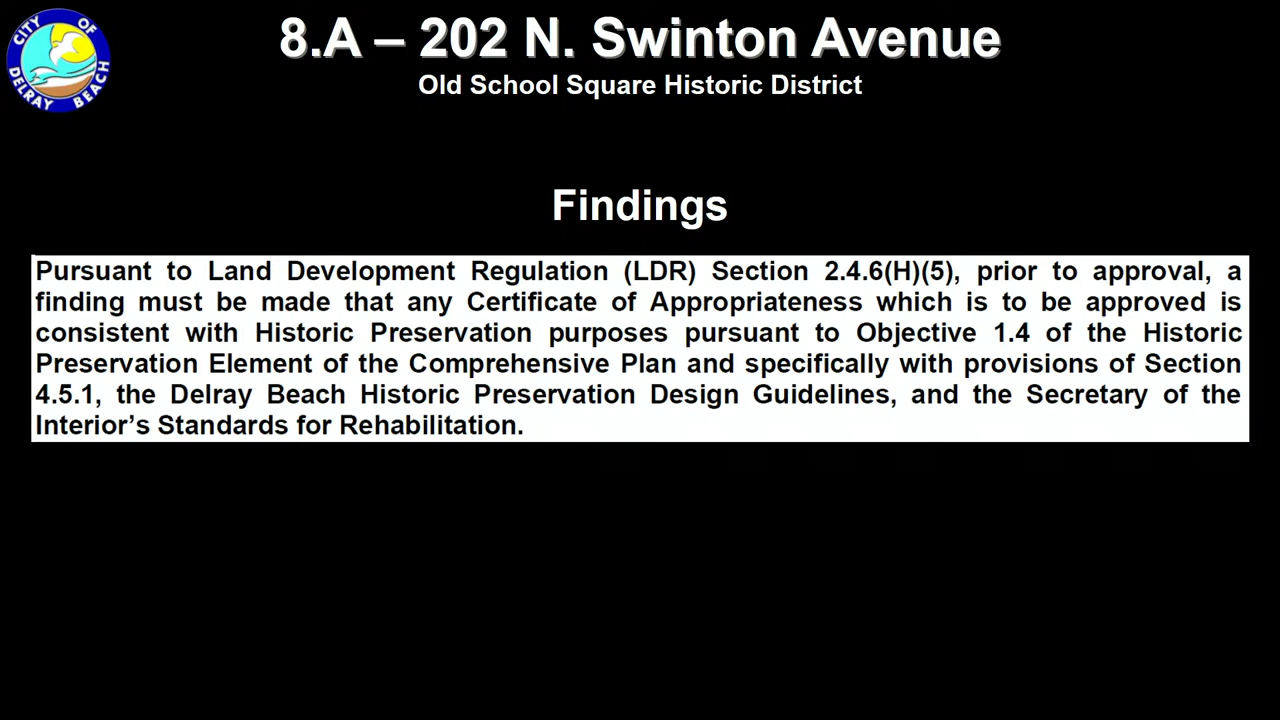 CITY OF
DELRAY BEACH
8.A – 202 N. Swinton Avenue
Old School Square Historic District
Findings
Pursuant to Land Development Regulation (LDR) Section 2.4.6(H)(5), prior to approval, a
finding must be made that any Certificate of Appropriateness which is to be approved is
consistent with Historic Preservation purposes pursuant to Objective 1.4 of the Historic
Preservation Element of the Comprehensive Plan and specifically with provisions of Section
4.5.1, the Delray Beach Historic Preservation Design Guidelines, and the Secretary of the
Interior’s Standards for Rehabilitation.